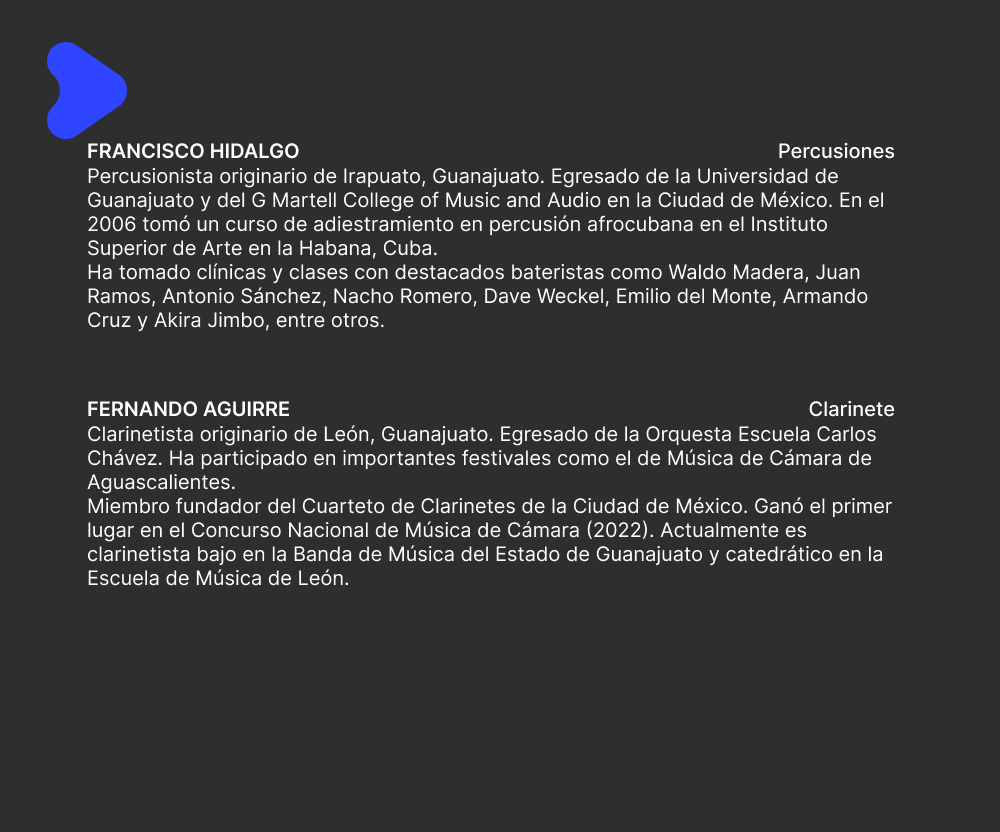 FRANCISCO HIDALGO Percusiones
Percusionista originario de Irapuato, Guanajuato. Egresado de la Universidad de
Guanajuato y del G Martell College of Music and Audio en la Ciudad de México. En el
2006 tomó un curso de adiestramiento en percusión afrocubana en el Instituto
Superior de Arte en la Habana, Cuba.
Ha tomado clínicas y clases con destacados bateristas como Waldo Madera, Juan
Ramos, Antonio Sánchez, Nacho Romero, Dave Weckel, Emilio del Monte, Armando
Cruz y Akira Jimbo, entre otros.
FERNANDO AGUIRRE Clarinete
Clarinetista originario de León, Guanajuato. Egresado de la Orquesta Escuela Carlos
Chávez. Ha participado en importantes festivales como el de Música de Cámara de
Aguascalientes.
Miembro fundador del Cuarteto de Clarinetes de la Ciudad de México. Ganó el primer
lugar en el Concurso Nacional de Música de Cámara (2022). Actualmente es
clarinetista bajo en la Banda de Música del Estado de Guanajuato y catedrático en la
Escuela de Música de León.